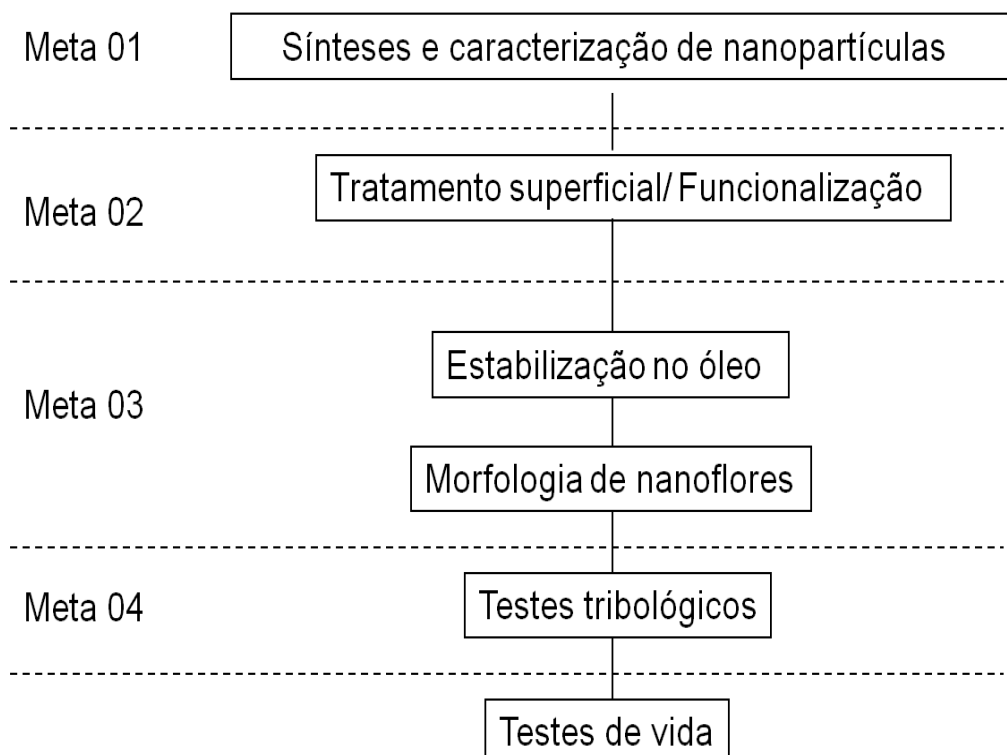 Meta 01
Sínteses e caracterização de nanopartículas
Meta 02
Tratamento superficial/ Funcionalização
Meta 03
Estabilização no óleo
Morfologia de nanoflores
Meta 04
Testes tribológicos
Testes de vida